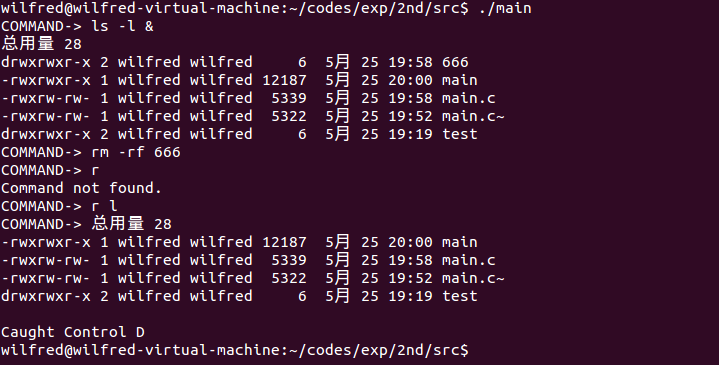 wilfred@wilfred-virtual-machine:~/codes/exp/2nd/src$ ./main
COMMAND-> ls -l &
总用量 28
drwxrwxr-x 2 wilfred wilfred     6  5月 25 19:58 666
-rwxrwxr-x 1 wilfred wilfred 12187  5月 25 20:00 main
-rwxrw-rw- 1 wilfred wilfred  5339  5月 25 19:58 main.c
-rwxrw-rw- 1 wilfred wilfred  5322  5月 25 19:52 main.c~
drwxrwxr-x 2 wilfred wilfred     6  5月 25 19:19 test
COMMAND-> rm -rf 666
COMMAND-> r
Command not found.
COMMAND-> r l
COMMAND-> 总用量 28
-rwxrwxr-x 1 wilfred wilfred 12187  5月 25 20:00 main
-rwxrw-rw- 1 wilfred wilfred  5339  5月 25 19:58 main.c
-rwxrw-rw- 1 wilfred wilfred  5322  5月 25 19:52 main.c~
drwxrwxr-x 2 wilfred wilfred     6  5月 25 19:19 test
Caught Control D
wilfred@wilfred-virtual-machine:~/codes/exp/2nd/src$